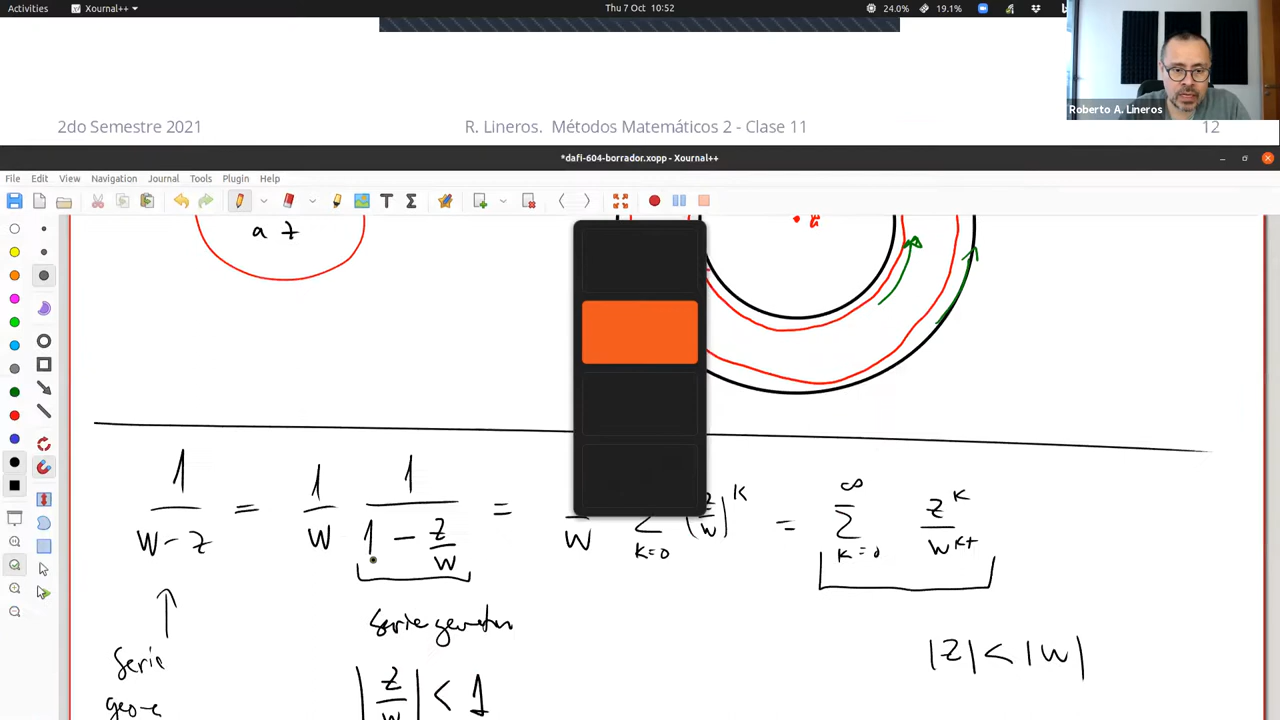 Activities Xournal++ Thu 7 Oct 10:52 24.0% 19.1%
Roberto A. Lineros
2do Semestre 2021 R. Lineros. Métodos Matemáticos 2 - Clase 11 12
*dafi-604-borrador.xopp - Xournal++
File Edit View Navigation Journal Tools Plugin Help
a z
1/(w-z) = 1/w 1/(1 - z/w) = /w Σ k=0 (z/w)^K = Σ_{K=0}^{∞} z^K/w^{K+}
Serie
|z| < |w|
Serie
|z/w| < 1
geo-e